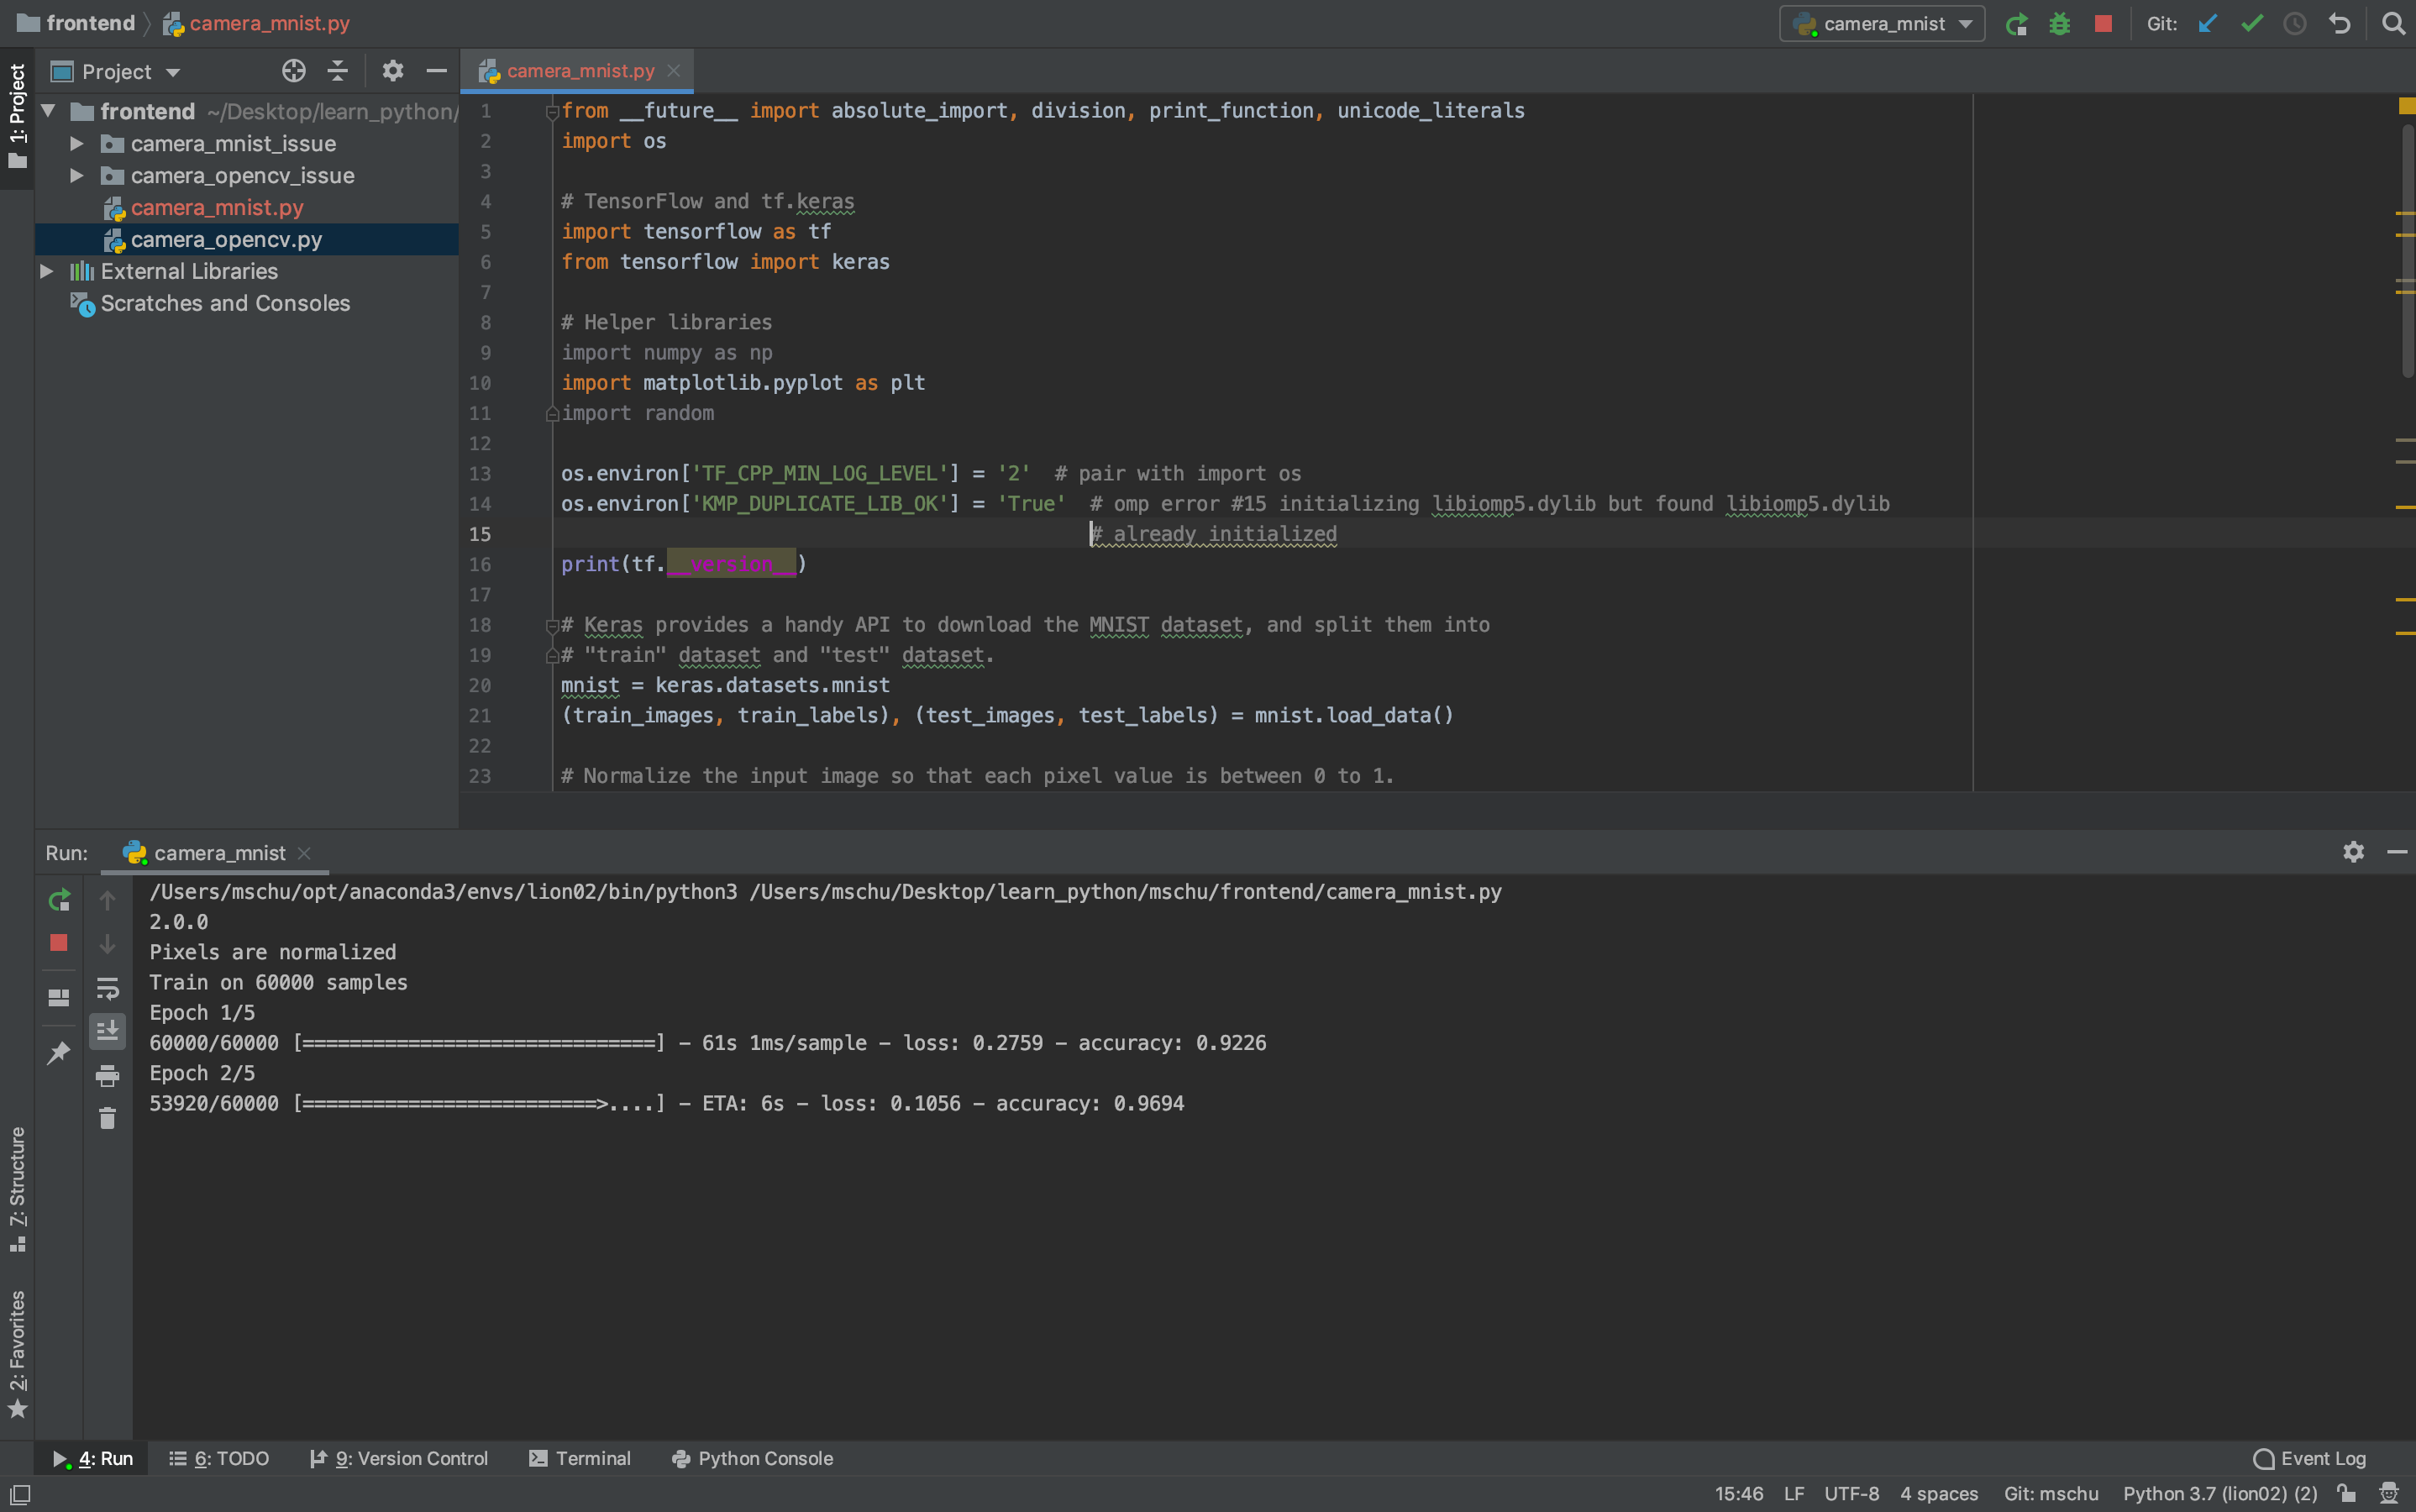 frontend camera_mnist.py camera_mnist Git:
1: Project
Project
camera_mnist.py
frontend ~/Desktop/learn_python/
camera_mnist_issue
camera_opencv_issue
camera_mnist.py
camera_opencv.py
External Libraries
Scratches and Consoles
1 from __future__ import absolute_import, division, print_function, unicode_literals
2 import os
3
4 # TensorFlow and tf.keras
5 import tensorflow as tf
6 from tensorflow import keras
7
8 # Helper libraries
9 import numpy as np
10 import matplotlib.pyplot as plt
11 import random
12
13 os.environ['TF_CPP_MIN_LOG_LEVEL'] = '2'  # pair with import os
14 os.environ['KMP_DUPLICATE_LIB_OK'] = 'True'  # omp error #15 initializing libiomp5.dylib but found libiomp5.dylib
15 # already initialized
16 print(tf.__version__)
17
18 # Keras provides a handy API to download the MNIST dataset, and split them into
19 # "train" dataset and "test" dataset.
20 mnist = keras.datasets.mnist
21 (train_images, train_labels), (test_images, test_labels) = mnist.load_data()
22
23 # Normalize the input image so that each pixel value is between 0 to 1.
Run: camera_mnist
/Users/mschu/opt/anaconda3/envs/lion02/bin/python3 /Users/mschu/Desktop/learn_python/mschu/frontend/camera_mnist.py
2.0.0
Pixels are normalized
Train on 60000 samples
Epoch 1/5
60000/60000 [==============================] - 61s 1ms/sample - loss: 0.2759 - accuracy: 0.9226
Epoch 2/5
53920/60000 [=========================>....] - ETA: 6s - loss: 0.1056 - accuracy: 0.9694
7: Structure
2: Favorites
4: Run 6: TODO 9: Version Control Terminal Python Console Event Log
15:46 LF UTF-8 4 spaces Git: mschu Python 3.7 (lion02) (2)